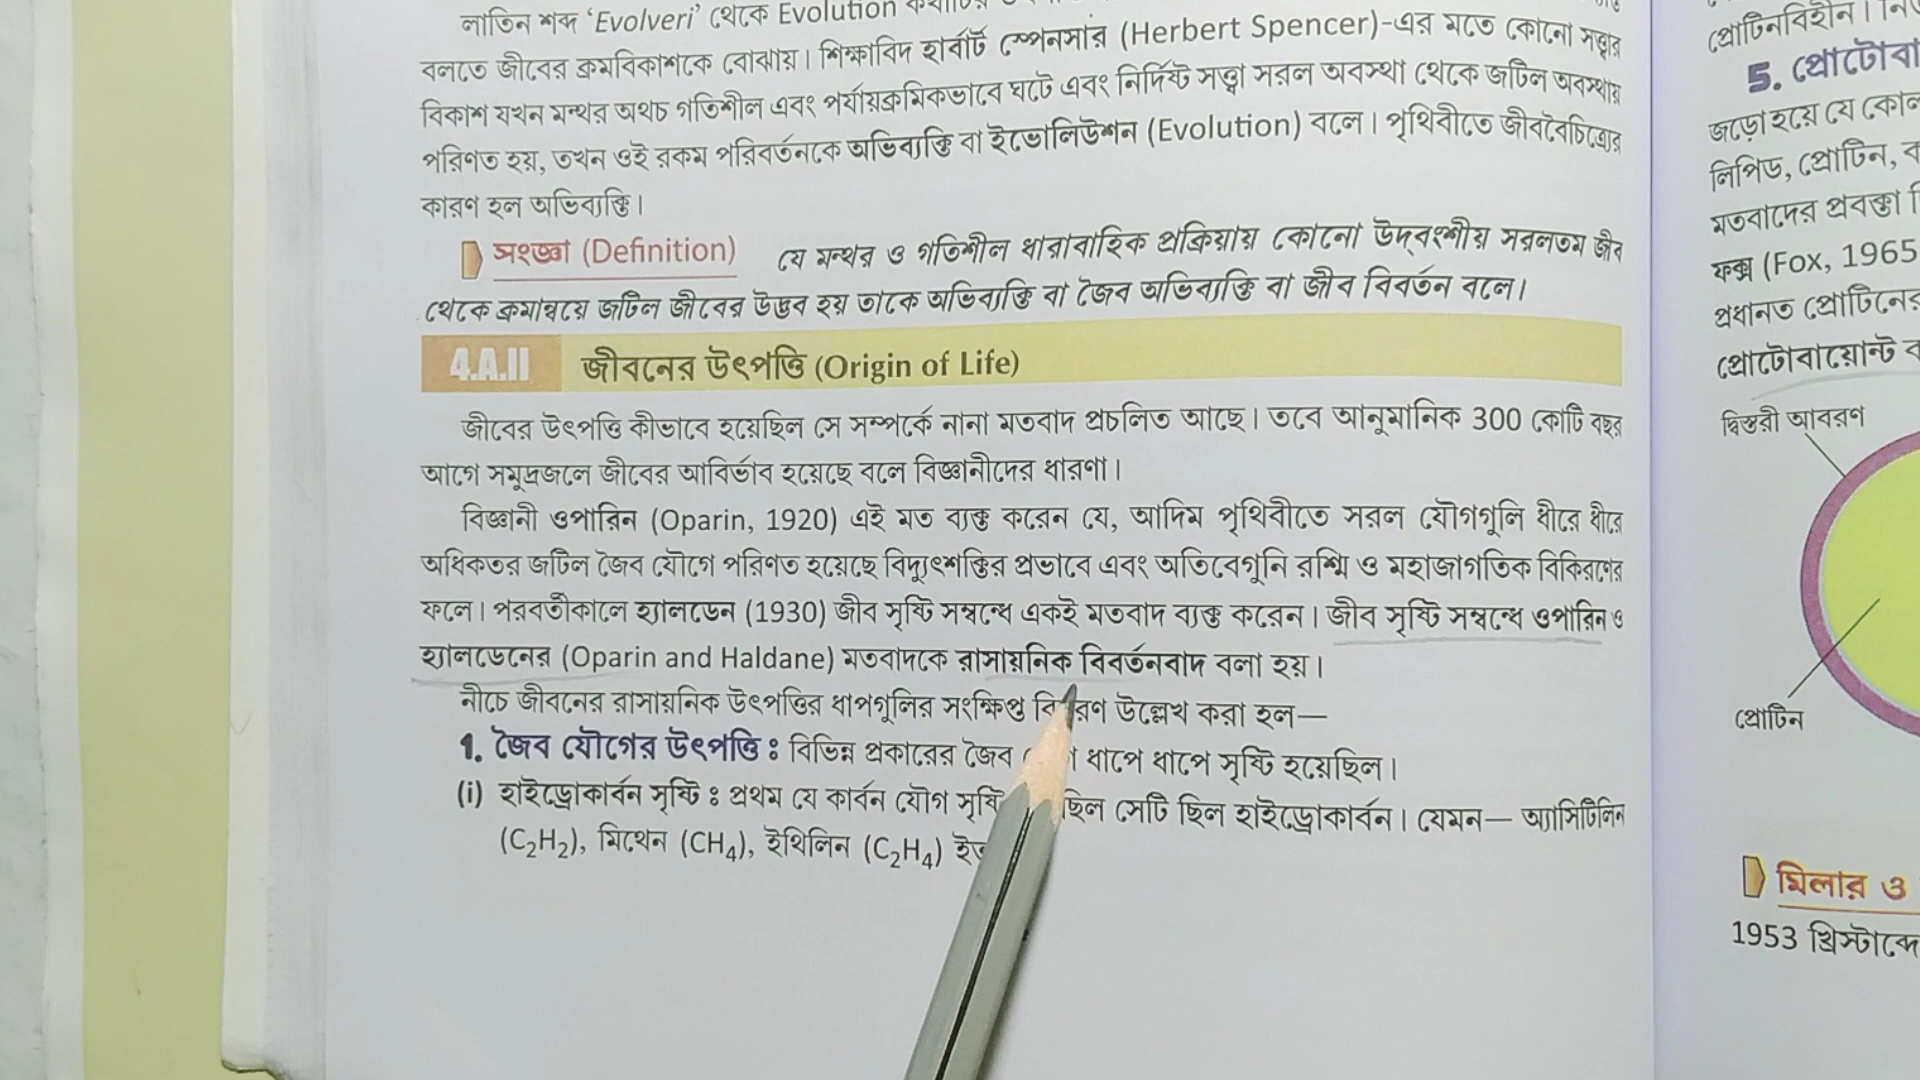 লাতিন শব্দ ‘Evolveri’ থেকে Evolution
বলতে জীবের ক্রমবিকাশকে বোঝায়। শিক্ষাবিদ হার্বার্ট স্পেনসার (Herbert Spencer)-এর মতে কোনো সত্ত্বার
বিকাশ যখন মন্থর অথচ গতিশীল এবং পর্যায়ক্রমিকভাবে ঘটে এবং নির্দিষ্ট সত্ত্বা সরল অবস্থা থেকে জটিল অবস্থায়
পরিণত হয়, তখন ওই রকম পরিবর্তনকে অভিব্যক্তি বা ইভোলিউশন (Evolution) বলে। পৃথিবীতে জীববৈচিত্র্যের
কারণ হল অভিব্যক্তি।
সংজ্ঞা (Definition) যে মন্থর ও গতিশীল ধারাবাহিক প্রক্রিয়ায় কোনো উদ্‌বংশীয় সরলতম জীব
থেকে ক্রমান্বয়ে জটিল জীবের উদ্ভব হয় তাকে অভিব্যক্তি বা জৈব অভিব্যক্তি বা জীব বিবর্তন বলে।
4.A.II জীবনের উৎপত্তি (Origin of Life)
জীবের উৎপত্তি কীভাবে হয়েছিল সে সম্পর্কে নানা মতবাদ প্রচলিত আছে। তবে আনুমানিক 300 কোটি বছর
আগে সমুদ্রজলে জীবের আবির্ভাব হয়েছে বলে বিজ্ঞানীদের ধারণা।
বিজ্ঞানী ওপারিন (Oparin, 1920) এই মত ব্যক্ত করেন যে, আদিম পৃথিবীতে সরল যৌগগুলি ধীরে ধীরে
অধিকতর জটিল জৈব যৌগে পরিণত হয়েছে বিদ্যুৎশক্তির প্রভাবে এবং অতিবেগুনি রশ্মি ও মহাজাগতিক বিকিরণের
ফলে। পরবর্তীকালে হ্যালডেন (1930) জীব সৃষ্টি সম্বন্ধে একই মতবাদ ব্যক্ত করেন। জীব সৃষ্টি সম্বন্ধে ওপারিন ও
হ্যালডেনের (Oparin and Haldane) মতবাদকে রাসায়নিক বিবর্তনবাদ বলা হয়।
নীচে জীবনের রাসায়নিক উৎপত্তির ধাপগুলির সংক্ষিপ্ত উল্লেখ করা হল—
1. জৈব যৌগের উৎপত্তি : বিভিন্ন প্রকারের জৈব ধাপে ধাপে সৃষ্টি হয়েছিল।
(i) হাইড্রোকার্বন সৃষ্টি : প্রথম যে কার্বন যৌগ সেটি ছিল হাইড্রোকার্বন। যেমন— অ্যাসিটিলিন
(C₂H₂), মিথেন (CH₄), ইথিলিন (C₂H₄)
প্রোটিনবিহীন।
5.
জড়ো হয়ে যে
লিপিড, প্রোটিন,
মতবাদের প্রবক্তা
ফক্স (Fox, 1965
প্রধানত প্রোটিনের
প্রোটোবায়োন্ট
দ্বিস্তরী আবরণ
প্রোটিন
মিলার ও
1953 খ্রিস্টাব্দে